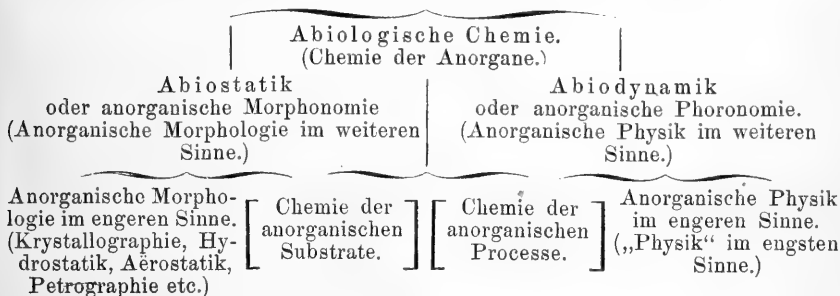 Abiologische Chemie.
(Chemie der Anorgane.)
Abiostatik
oder anorganische Morphonomie
(Anorganische Morphologie im weiteren
Sinne.)
Abiodynamik
oder anorganische Phoronomie.
(Anorganische Physik im weiteren
Sinne.)
Anorganische Morpho-
logie im engeren Sinne.
(Krystallographie, Hy-
drostatik, Aërostatik,
Petrographie etc.)
[Chemie der
anorganischen
Substrate.]
[Chemie der
anorganischen
Processe.]
Anorganische Physik
im engeren Sinne.
(„Physik“ im engsten
Sinne.)